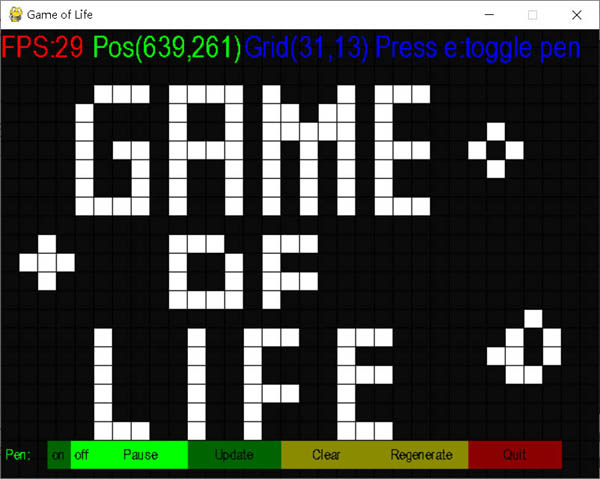 Game of Life
FPS:29 Pos(639,261) Grid(31,13) Press e:toggle pen
GAME
OF
LIFE
Pen: on off Pause Update Clear Regenerate Quit